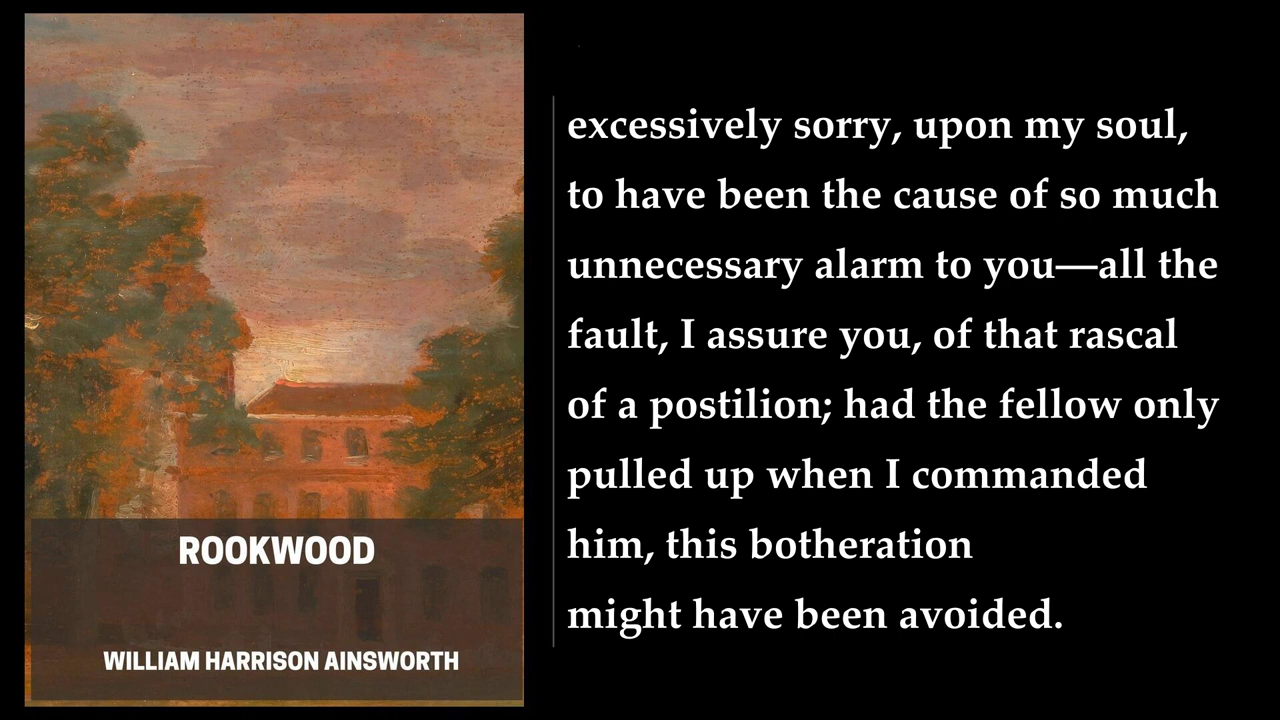 ROOKWOOD
WILLIAM HARRISON AINSWORTH
excessively sorry, upon my soul,
to have been the cause of so much
unnecessary alarm to you—all the
fault, I assure you, of that rascal
of a postilion; had the fellow only
pulled up when I commanded
him, this botheration
might have been avoided.